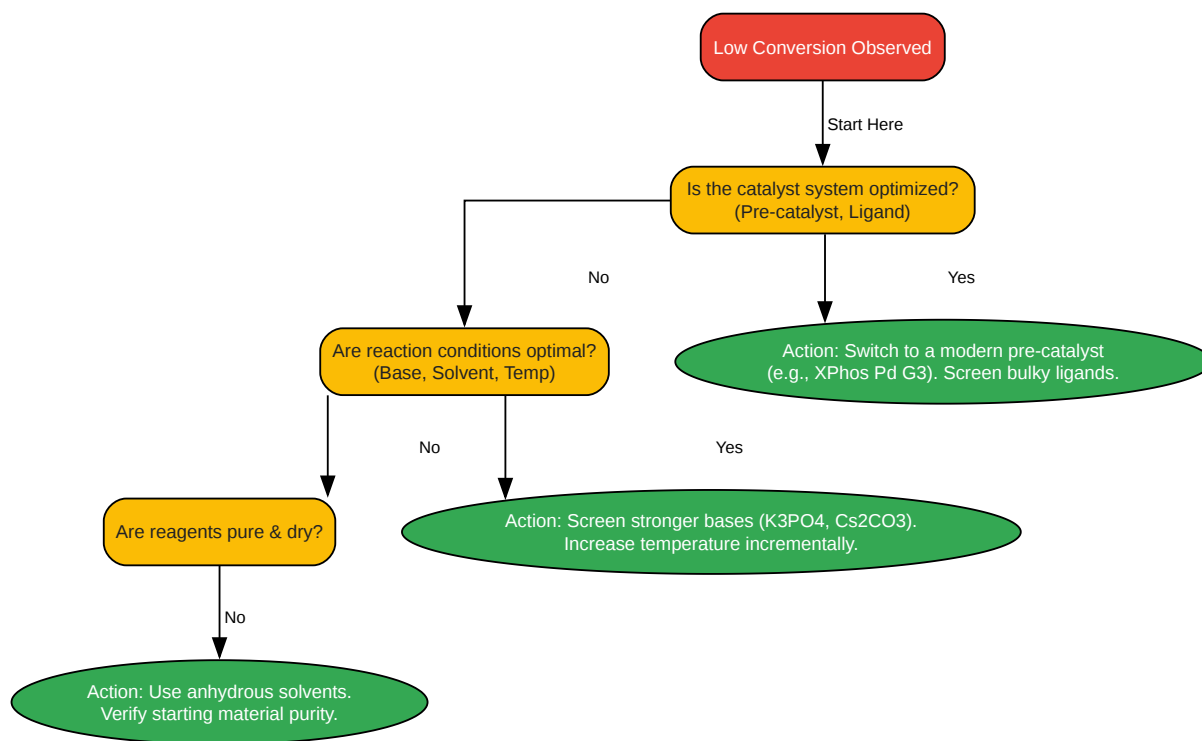 Low Conversion Observed
Start Here
Is the catalyst system optimized?
(Pre-catalyst, Ligand)
No
Yes
Are reaction conditions optimal?
(Base, Solvent, Temp)
Action: Switch to a modern pre-catalyst
(e.g., XPhos Pd G3). Screen bulky ligands.
No
Yes
Are reagents pure & dry?
Action: Screen stronger bases (K3PO4, Cs2CO3).
Increase temperature incrementally.
No
Action: Use anhydrous solvents.
Verify starting material purity.